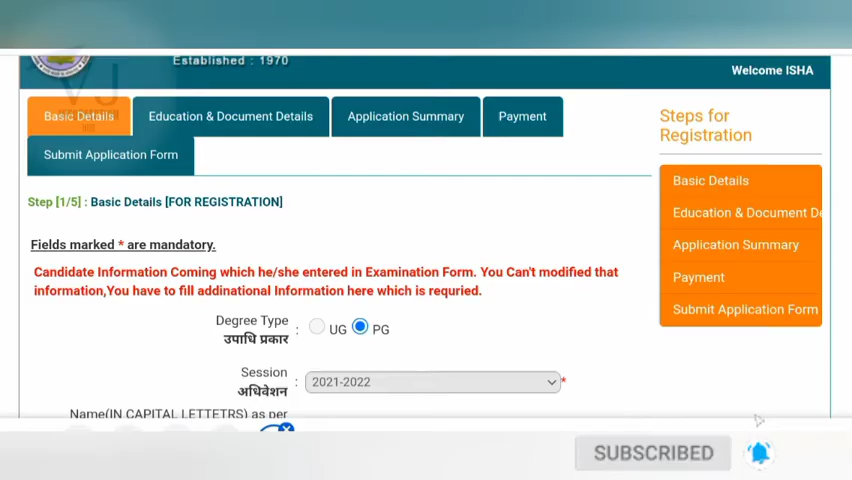 Established : 1970
Welcome ISHA
Basic Details
Education & Document Details
Application Summary
Payment
Submit Application Form
Steps for
Registration
Basic Details
Education & Document De
Application Summary
Payment
Submit Application Form
Step [1/5] : Basic Details [FOR REGISTRATION]
Fields marked * are mandatory.
Candidate Information Coming which he/she entered in Examination Form. You Can't modified that
information,You have to fill addinational Information here which is requried.
Degree Type
उपाधि प्रकार
: UG PG
Session
अधिवेशन
: 2021-2022 *
Name(IN CAPITAL LETTETRS) as per
SUBSCRIBED
VJ